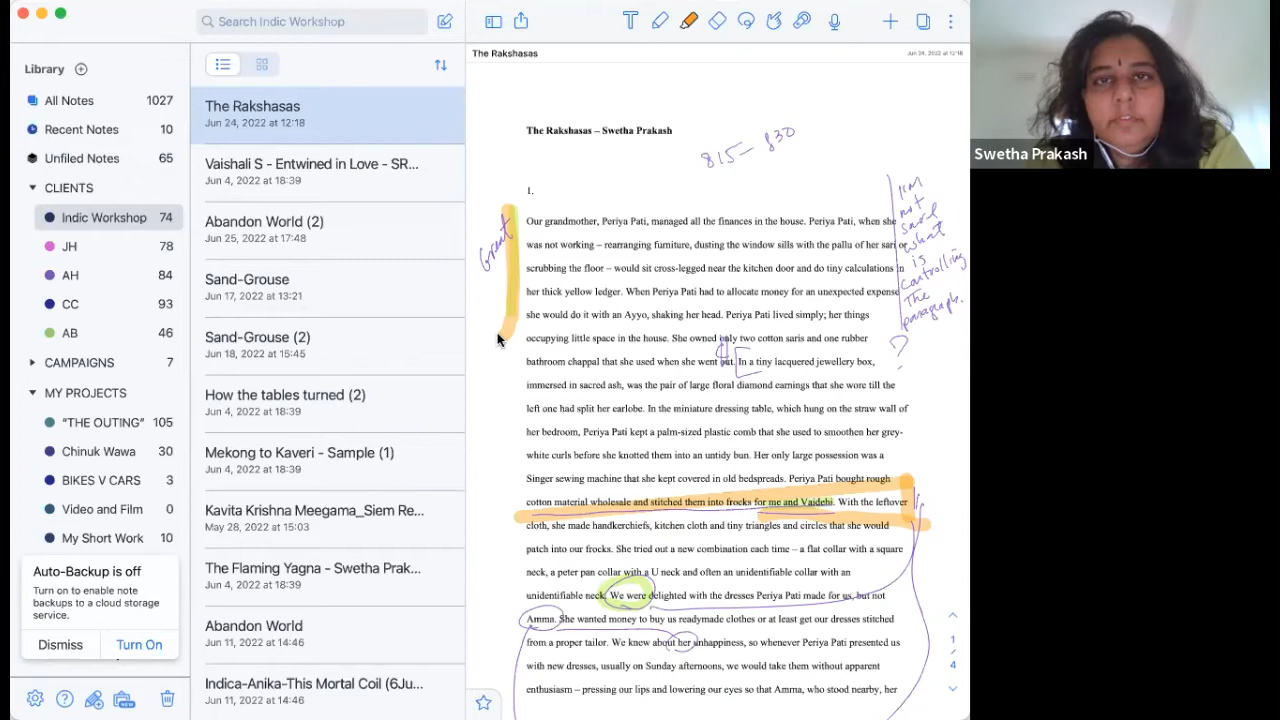 Search Indic Workshop
Library
All Notes 1027
Recent Notes 10
Unfiled Notes 65
CLIENTS
Indic Workshop 74
JH 78
AH 84
CC 93
AB 46
CAMPAIGNS 7
MY PROJECTS
“THE OUTING” 105
Chinuk Wawa 30
BIKES V CARS 3
Video and Film 0
My Short Work 10
Auto-Backup is off
Turn on to enable note
backups to a cloud storage
service.
Dismiss Turn On
The Rakshasas
Jun 24, 2022 at 12:18
Vaishali S - Entwined in Love - SR...
Jun 4, 2022 at 18:39
Abandon World (2)
Jun 25, 2022 at 17:48
Sand-Grouse
Jun 17, 2022 at 13:21
Sand-Grouse (2)
Jun 18, 2022 at 15:45
How the tables turned (2)
Jun 4, 2022 at 18:39
Mekong to Kaveri - Sample (1)
Jun 4, 2022 at 18:39
Kavita Krishna Meegama_Siem Re...
May 28, 2022 at 15:03
The Flaming Yagna - Swetha Prak...
Jun 4, 2022 at 18:39
Abandon World
Jun 11, 2022 at 14:46
Indica-Anika-This Mortal Coil (6Ju...
Jun 11, 2022 at 14:46
The Rakshasas
Jun 24, 2022 at 12:18
The Rakshasas – Swetha Prakash
815 – 830
1.
Great
Our grandmother, Periya Pati, managed all the finances in the house. Periya Pati, when she
was not working – rearranging furniture, dusting the window sills with the pallu of her sari or
scrubbing the floor – would sit cross-legged near the kitchen door and do tiny calculations in
her thick yellow ledger. When Periya Pati had to allocate money for an unexpected expense
she would do it with an Ayyo, shaking her head. Periya Pati lived simply; her things
occupying little space in the house. She owned only two cotton saris and one rubber
bathroom chappal that she used when she went out. In a tiny lacquered jewellery box,
immersed in sacred ash, was the pair of large floral diamond earnings that she wore till the
left one had split her earlobe. In the miniature dressing table, which hung on the straw wall of
her bedroom, Periya Pati kept a palm-sized plastic comb that she used to smoothen her grey-
white curls before she knotted them into an untidy bun. Her only large possession was a
Singer sewing machine that she kept covered in old bedspreads. Periya Pati bought rough
cotton material wholesale and stitched them into frocks for me and Vaidehi. With the leftover
cloth, she made handkerchiefs, kitchen cloth and tiny triangles and circles that she would
patch into our frocks. She tried out a new combination each time – a flat collar with a square
neck, a peter pan collar with a U neck and often an unidentifiable collar with an
unidentifiable neck. We were delighted with the dresses Periya Pati made for us, but not
Amma. She wanted money to buy us readymade clothes or at least get our dresses stitched
from a proper tailor. We knew about her unhappiness, so whenever Periya Pati presented us
with new dresses, usually on Sunday afternoons, we would take them without apparent
enthusiasm – pressing our lips and lowering our eyes so that Amma, who stood nearby, her
I'm
not
sure
what
is
controlling
the
paragraph.
?
1
/
4
Swetha Prakash